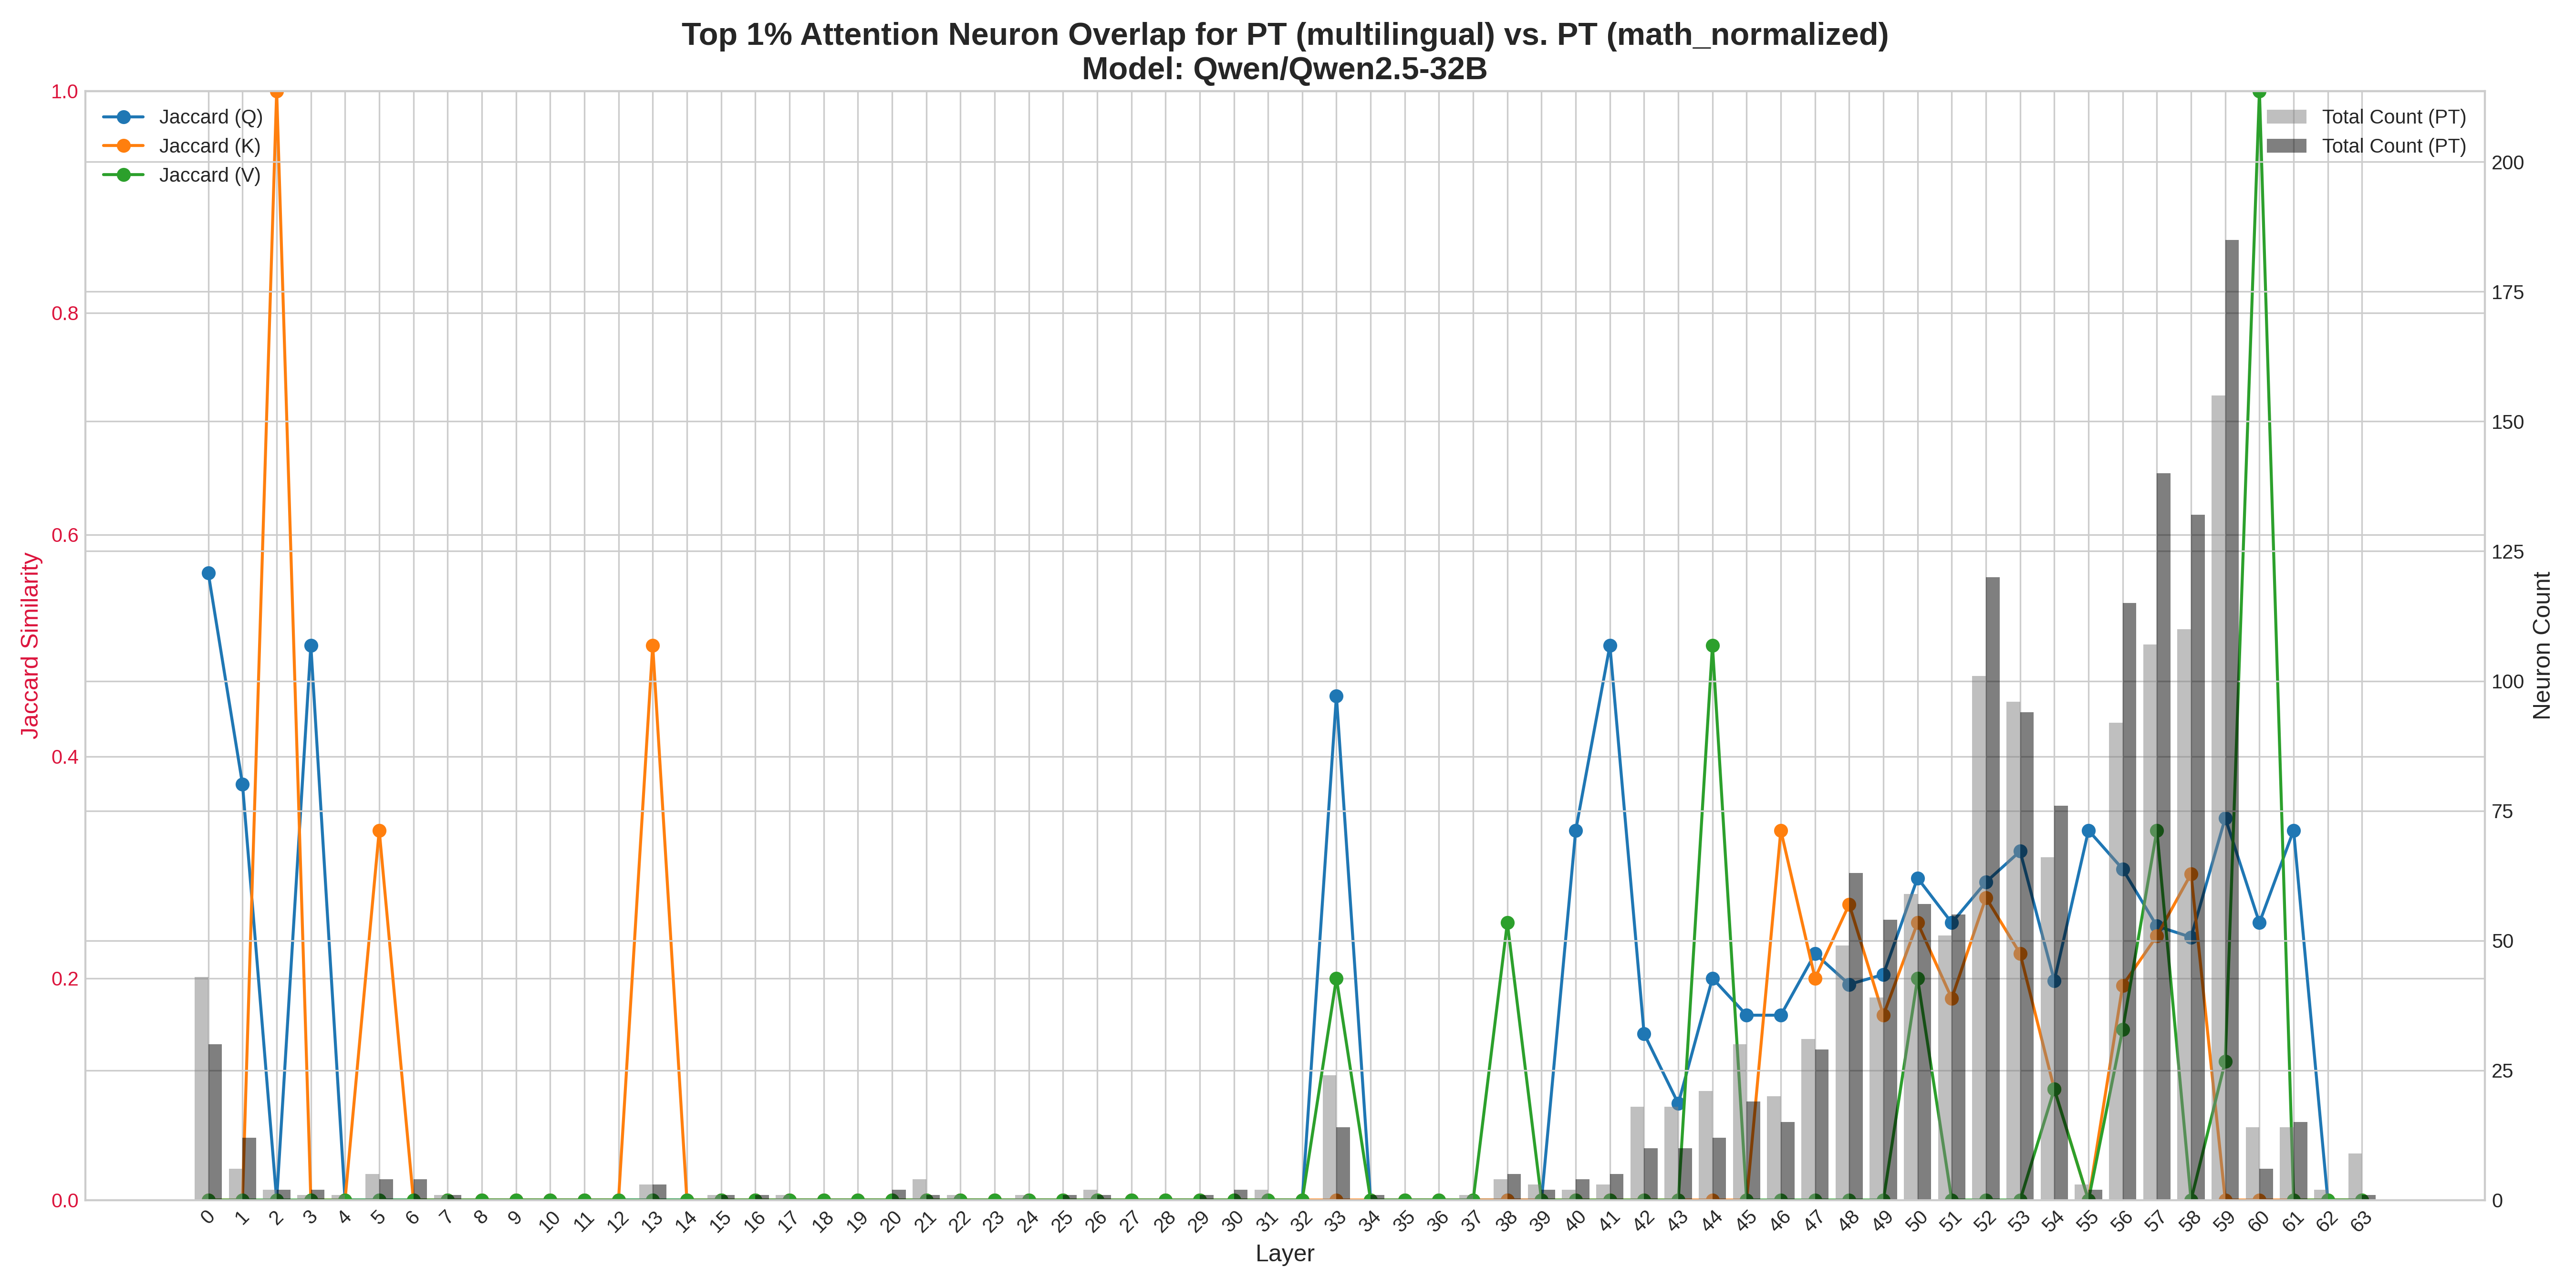 Top 1% Attention Neuron Overlap for PT (multilingual) vs. PT (math_normalized)
Model: Qwen/Qwen2.5-32B
Jaccard (Q)
Jaccard (K)
Jaccard (V)
Total Count (PT)
Total Count (PT)
1.0
0.8
0.6
0.4
0.2
0.0
Jaccard Similarity
200
175
150
125
100
75
50
25
0
Neuron Count
0 1 2 3 4 5 6 7 8 9 10 11 12 13 14 15 16 17 18 19 20 21 22 23 24 25 26 27 28 29 30 31 32 33 34 35 36 37 38 39 40 41 42 43 44 45 46 47 48 49 50 51 52 53 54 55 56 57 58 59 60 61 62 63
Layer